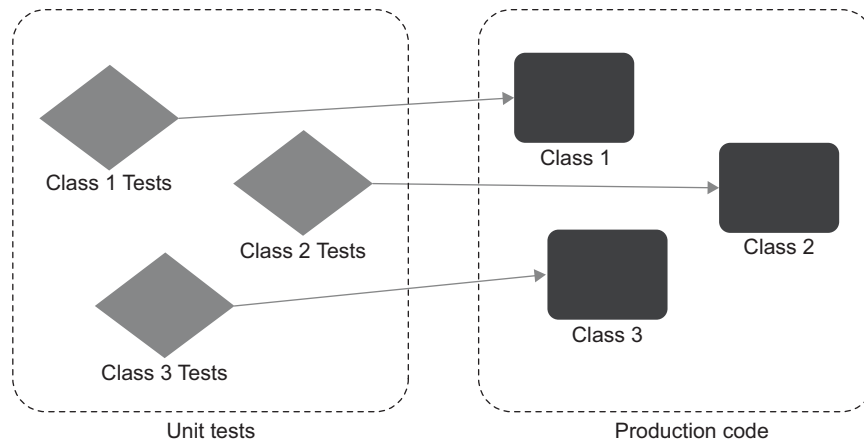 Class 1 Tests
Class 2 Tests
Class 3 Tests
Unit tests
Class 1
Class 2
Class 3
Production code